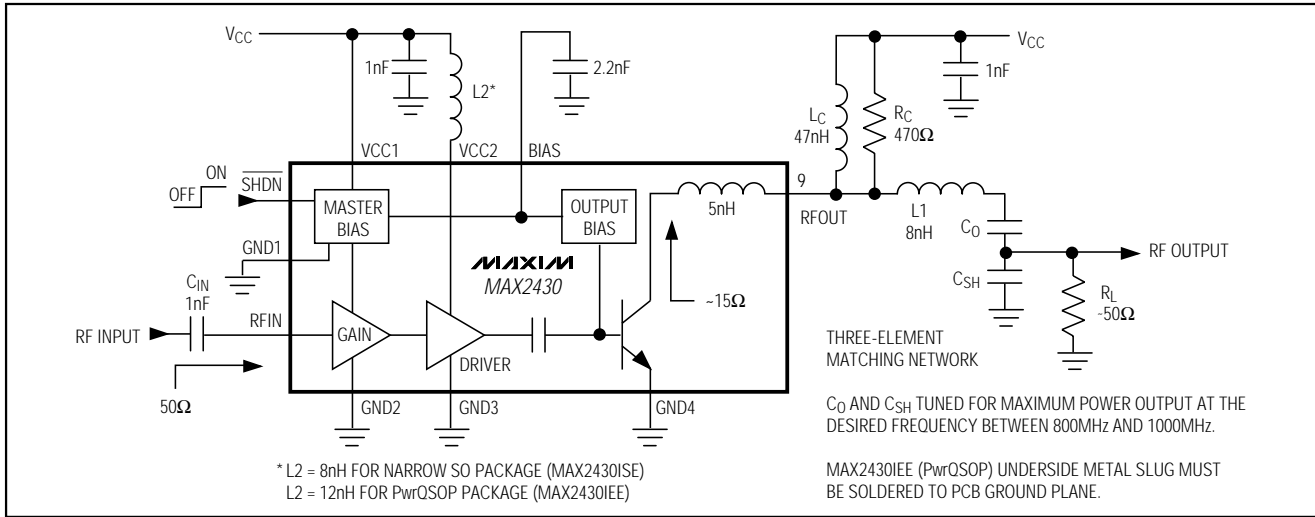 VCC
1nF
L2*
2.2nF
VCC
1nF
LC
47nH
RC
470Ω
VCC1
VCC2
BIAS
ON
OFF
SHDN
MASTER
BIAS
OUTPUT
BIAS
5nH
9
RFOUT
L1
8nH
CO
RF OUTPUT
CSH
RL
~50Ω
GND1
MAXIM
MAX2430
~15Ω
CIN
1nF
RF INPUT
RFIN
GAIN
DRIVER
50Ω
GND2
GND3
GND4
THREE-ELEMENT
MATCHING NETWORK
CO AND CSH TUNED FOR MAXIMUM POWER OUTPUT AT THE
DESIRED FREQUENCY BETWEEN 800MHz AND 1000MHz.
MAX2430IEE (PwrQSOP) UNDERSIDE METAL SLUG MUST
BE SOLDERED TO PCB GROUND PLANE.
* L2 = 8nH FOR NARROW SO PACKAGE (MAX2430ISE)
L2 = 12nH FOR PwrQSOP PACKAGE (MAX2430IEE)